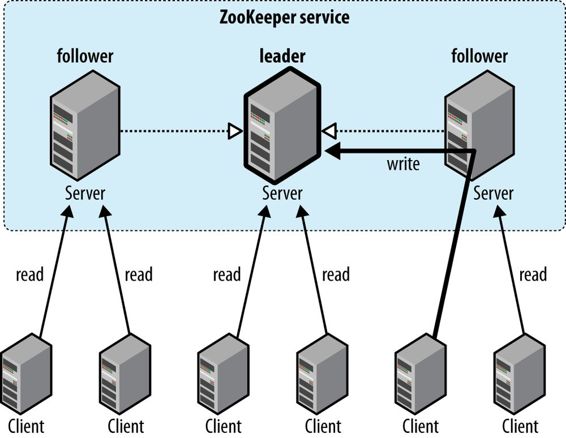 ZooKeeper service
follower
leader
follower
write
Server
Server
Server
read
read
read
read
read
Client
Client
Client
Client
Client
Client